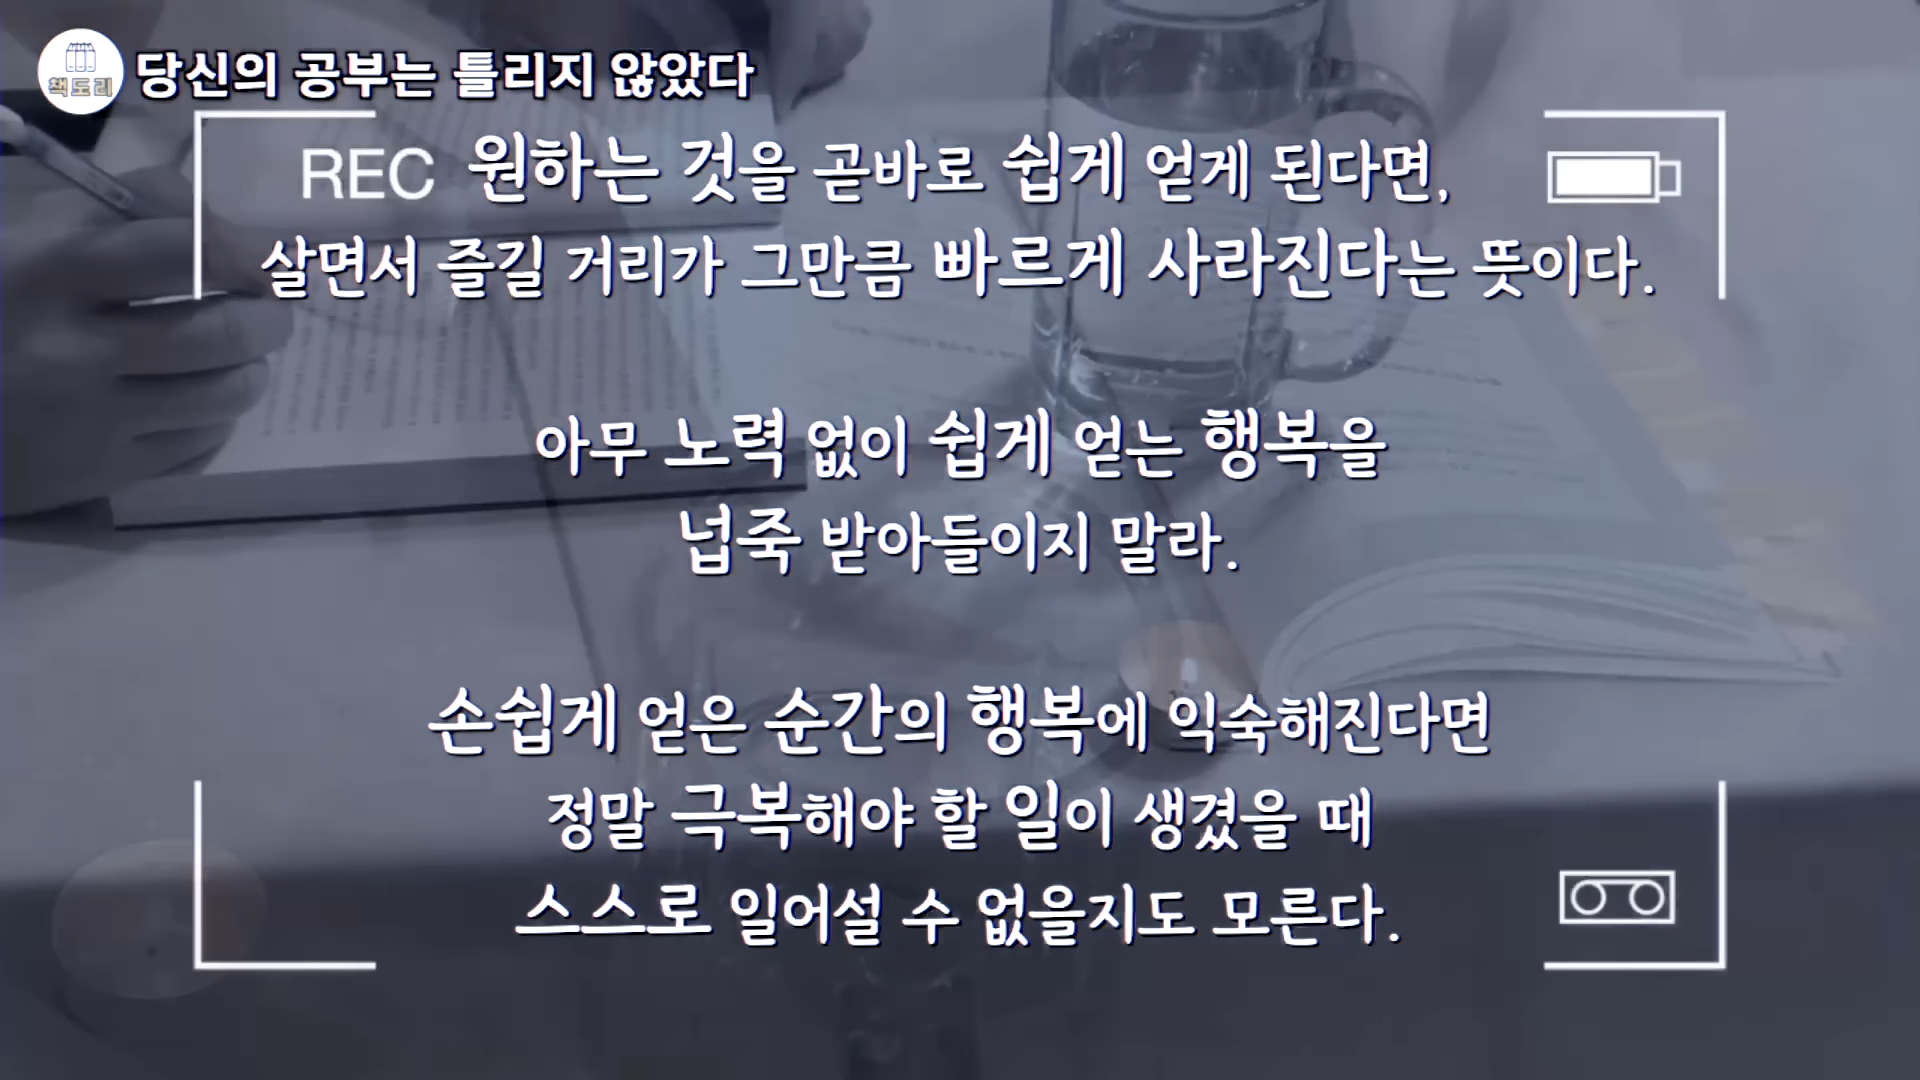 책도리
당신의 공부는 틀리지 않았다
REC
원하는 것을 곧바로 쉽게 얻게 된다면,
살면서 즐길 거리가 그만큼 빠르게 사라진다는 뜻이다.
아무 노력 없이 쉽게 얻는 행복을
넙죽 받아들이지 말라.
손쉽게 얻은 순간의 행복에 익숙해진다면
정말 극복해야 할 일이 생겼을 때
스스로 일어설 수 없을지도 모른다.